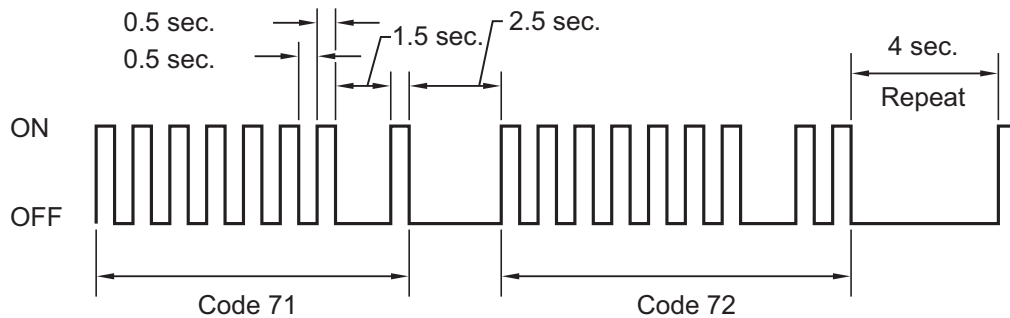 0.5 sec.
0.5 sec.
1.5 sec.
2.5 sec.
4 sec.
Repeat
ON
OFF
Code 71
Code 72